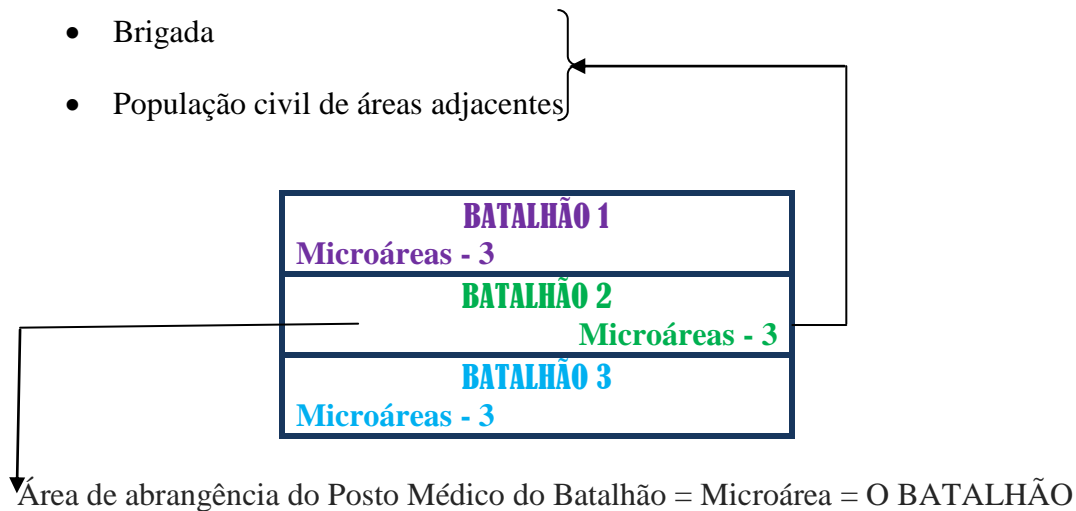 • Brigada
• População civil de áreas adjacentes
BATALHÃO 1
Microáreas - 3
BATALHÃO 2
Microáreas - 3
BATALHÃO 3
Microáreas - 3
Área de abrangência do Posto Médico do Batalhão = Microárea = O BATALHÃO